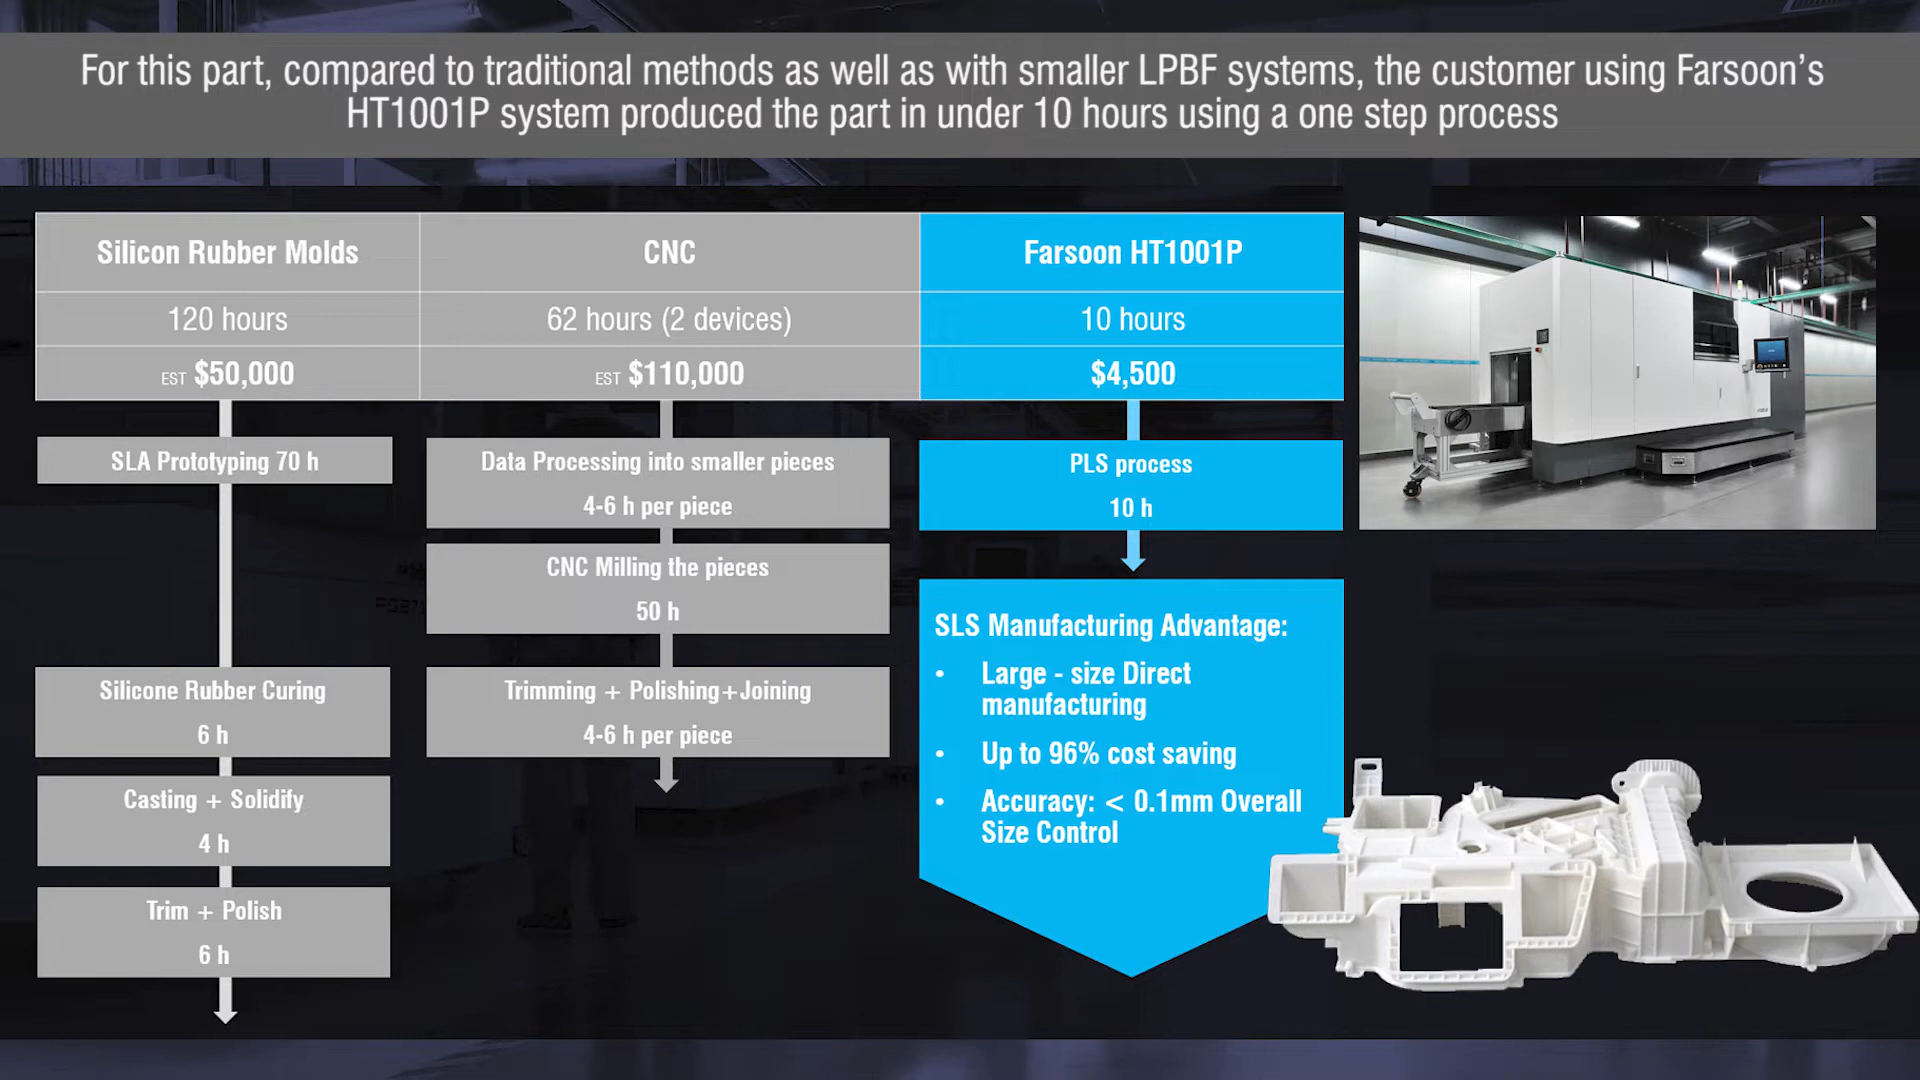 For this part, compared to traditional methods as well as with smaller LPBF systems, the customer using Farsoon's
HT1001P system produced the part in under 10 hours using a one step process
Silicon Rubber Molds
CNC
Farsoon HT1001P
120 hours
62 hours (2 devices)
10 hours
EST $50,000
EST $110,000
$4,500
SLA Prototyping 70 h
Silicone Rubber Curing
6 h
Casting + Solidify
4 h
Trim + Polish
6 h
Data Processing into smaller pieces
4-6 h per piece
CNC Milling the pieces
50 h
Trimming + Polishing+Joining
4-6 h per piece
PLS process
10 h
SLS Manufacturing Advantage:
• Large - size Direct
manufacturing
• Up to 96% cost saving
• Accuracy: < 0.1mm Overall
Size Control